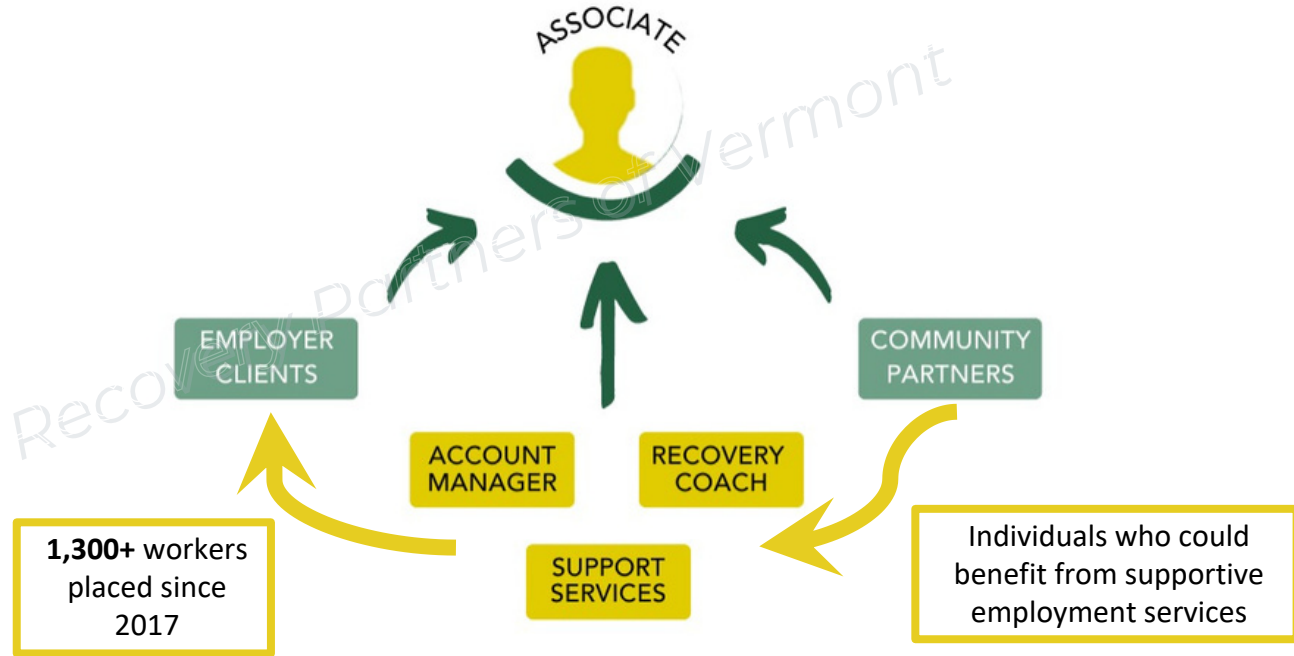 ASSOCIATE
Recovery Partners of Vermont
EMPLOYER
CLIENTS
COMMUNITY
PARTNERS
ACCOUNT
MANAGER
RECOVERY
COACH
SUPPORT
SERVICES
1,300+ workers
placed since
2017
Individuals who could
benefit from supportive
employment services